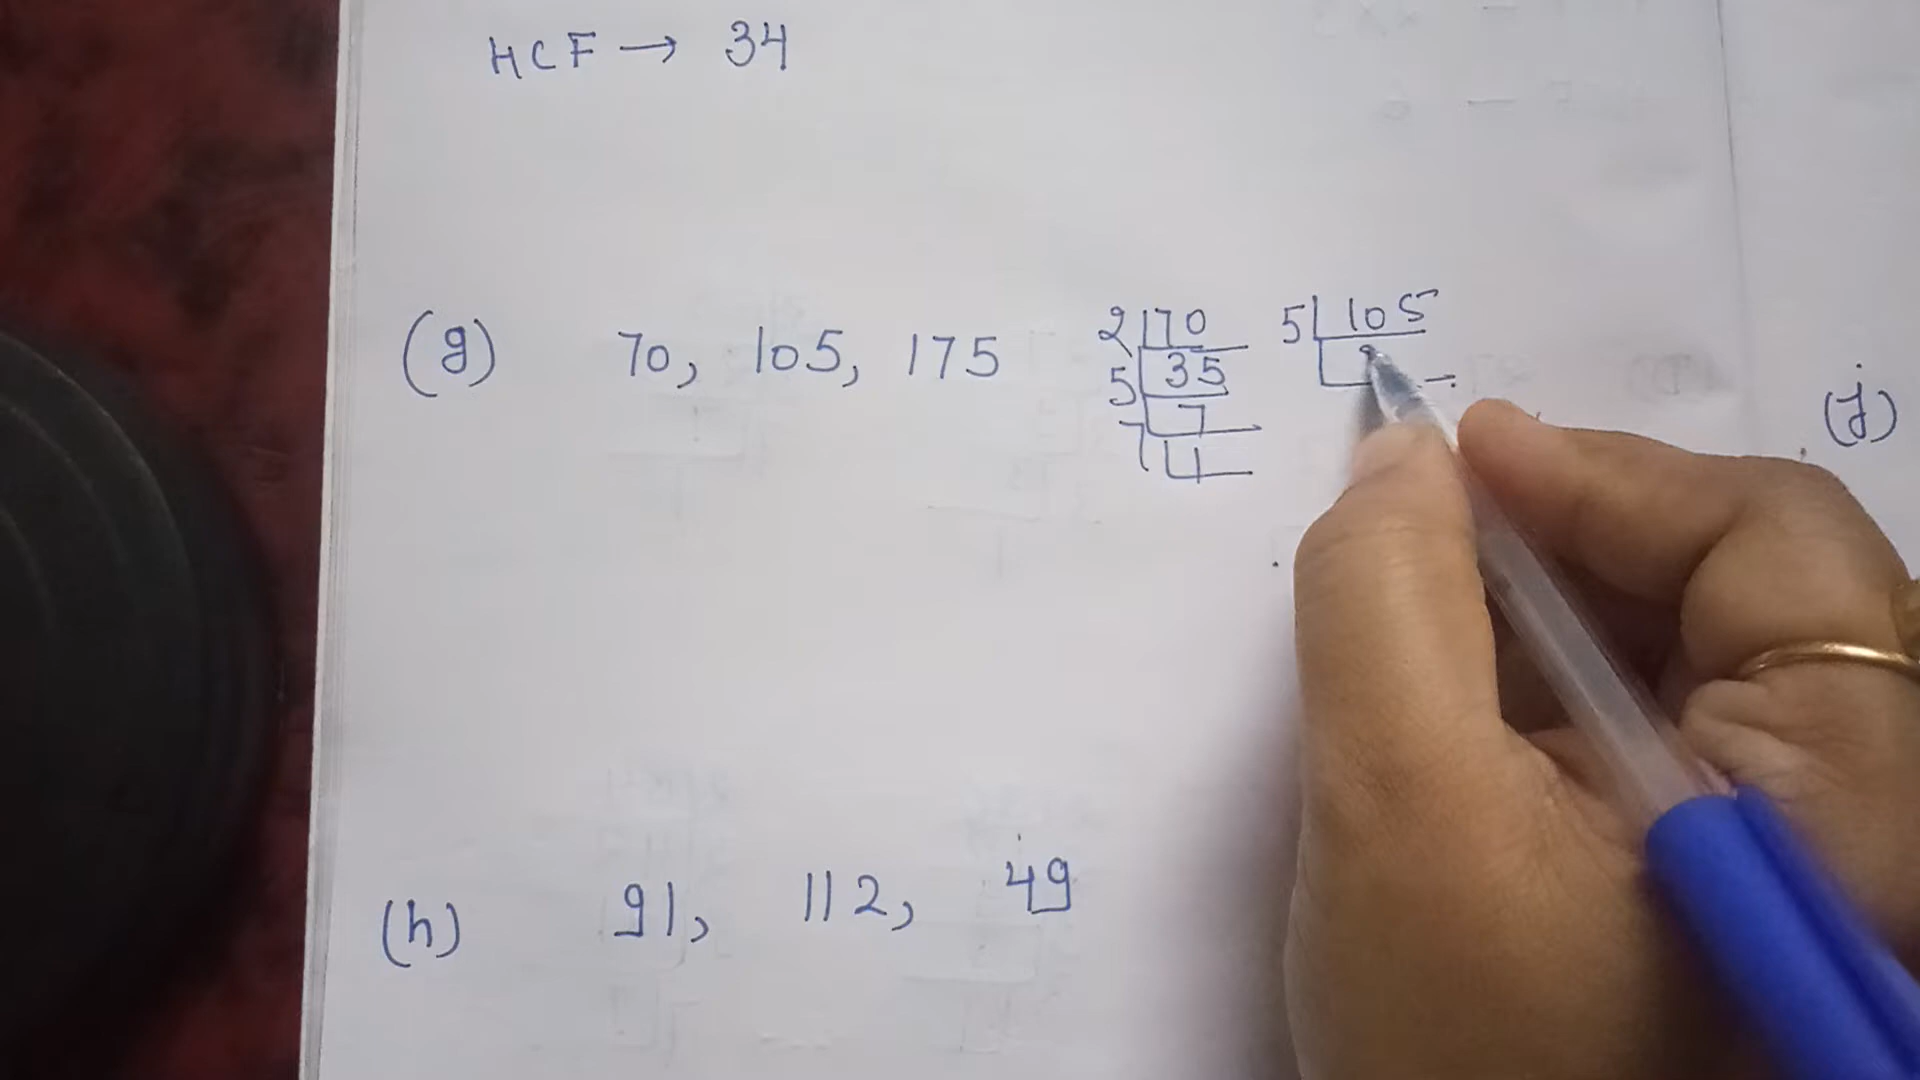 HCF → 34
(g) 70, 105, 175 2 70 5 105
5 35
7
7 1
(j)
(h) 91, 112, 49